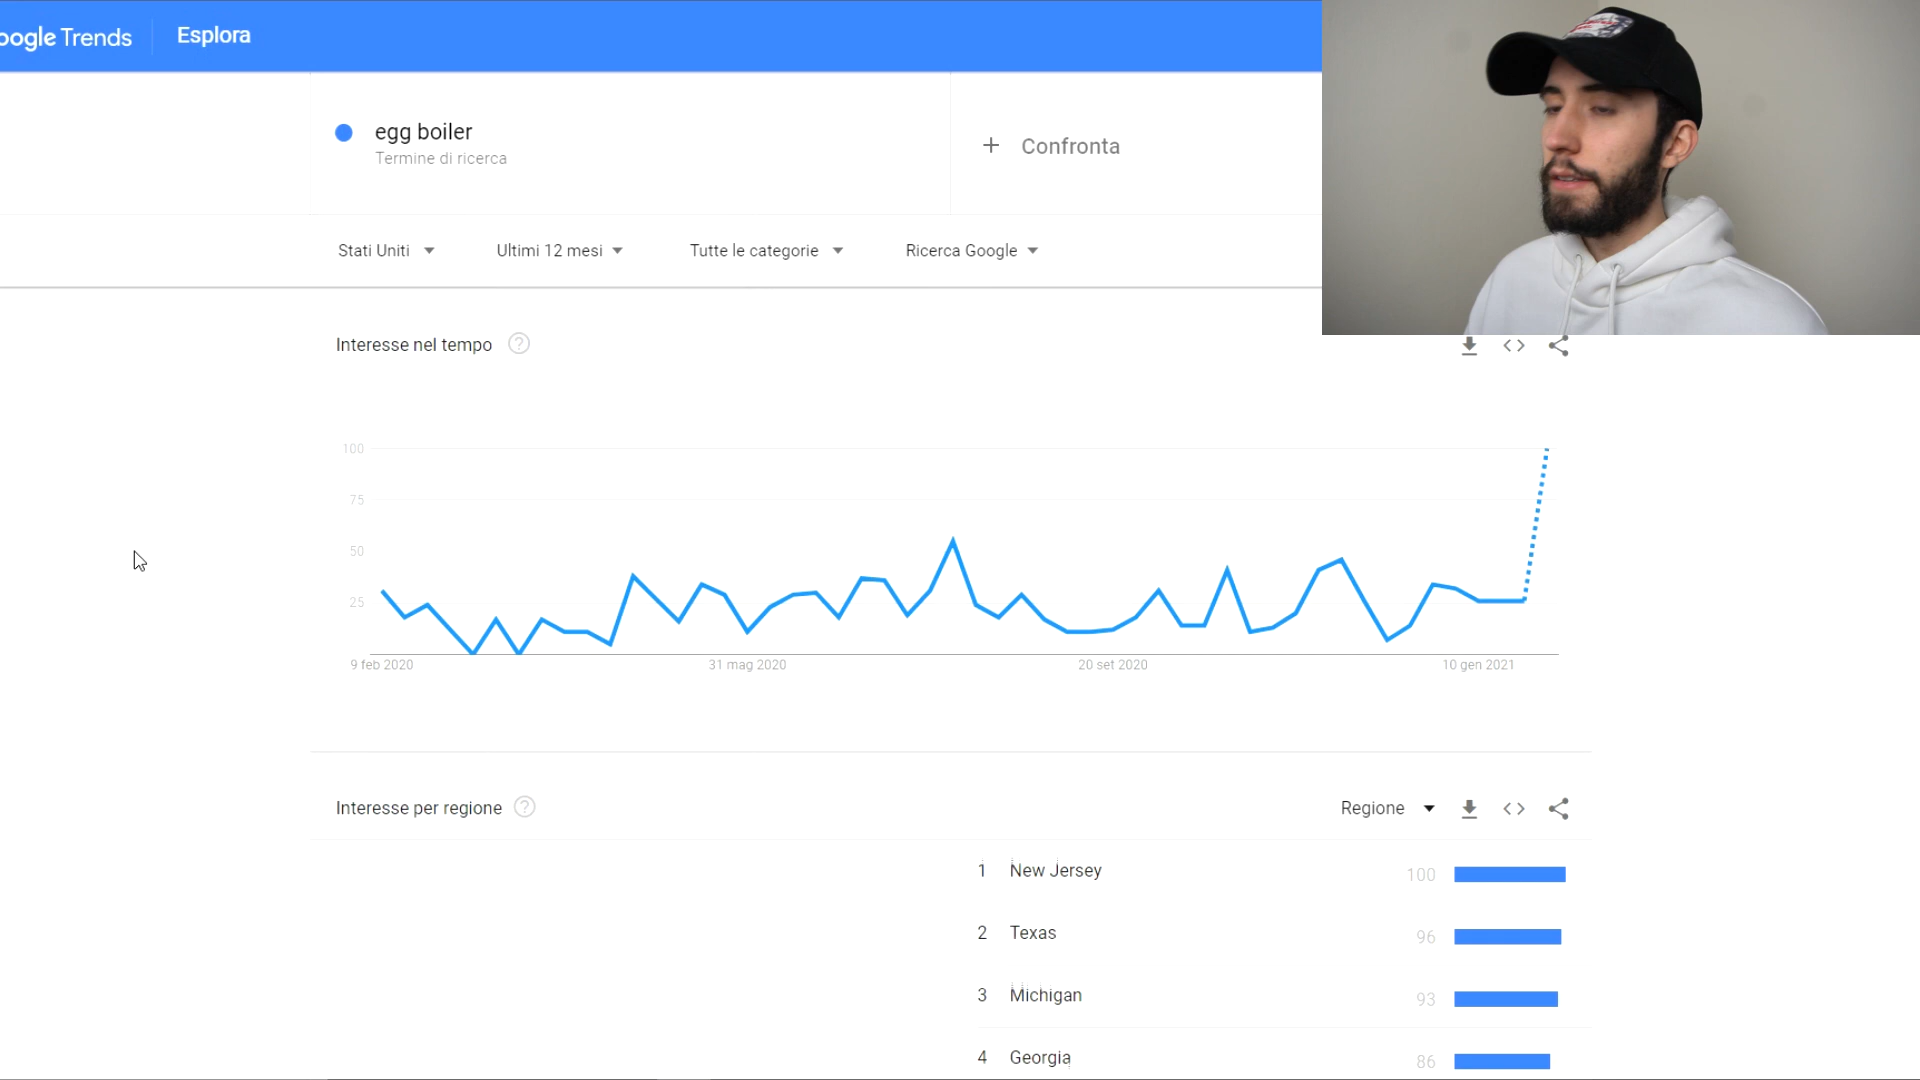 oogle Trends
Esplora
egg boiler
Termine di ricerca
+ Confronta
Stati Uniti
Ultimi 12 mesi
Tutte le categorie
Ricerca Google
Interesse nel tempo ?
100
75
50
25
9 feb 2020
31 mag 2020
20 set 2020
10 gen 2021
Interesse per regione ?
Regione
1 New Jersey 100
2 Texas 96
3 Michigan 93
4 Georgia 86